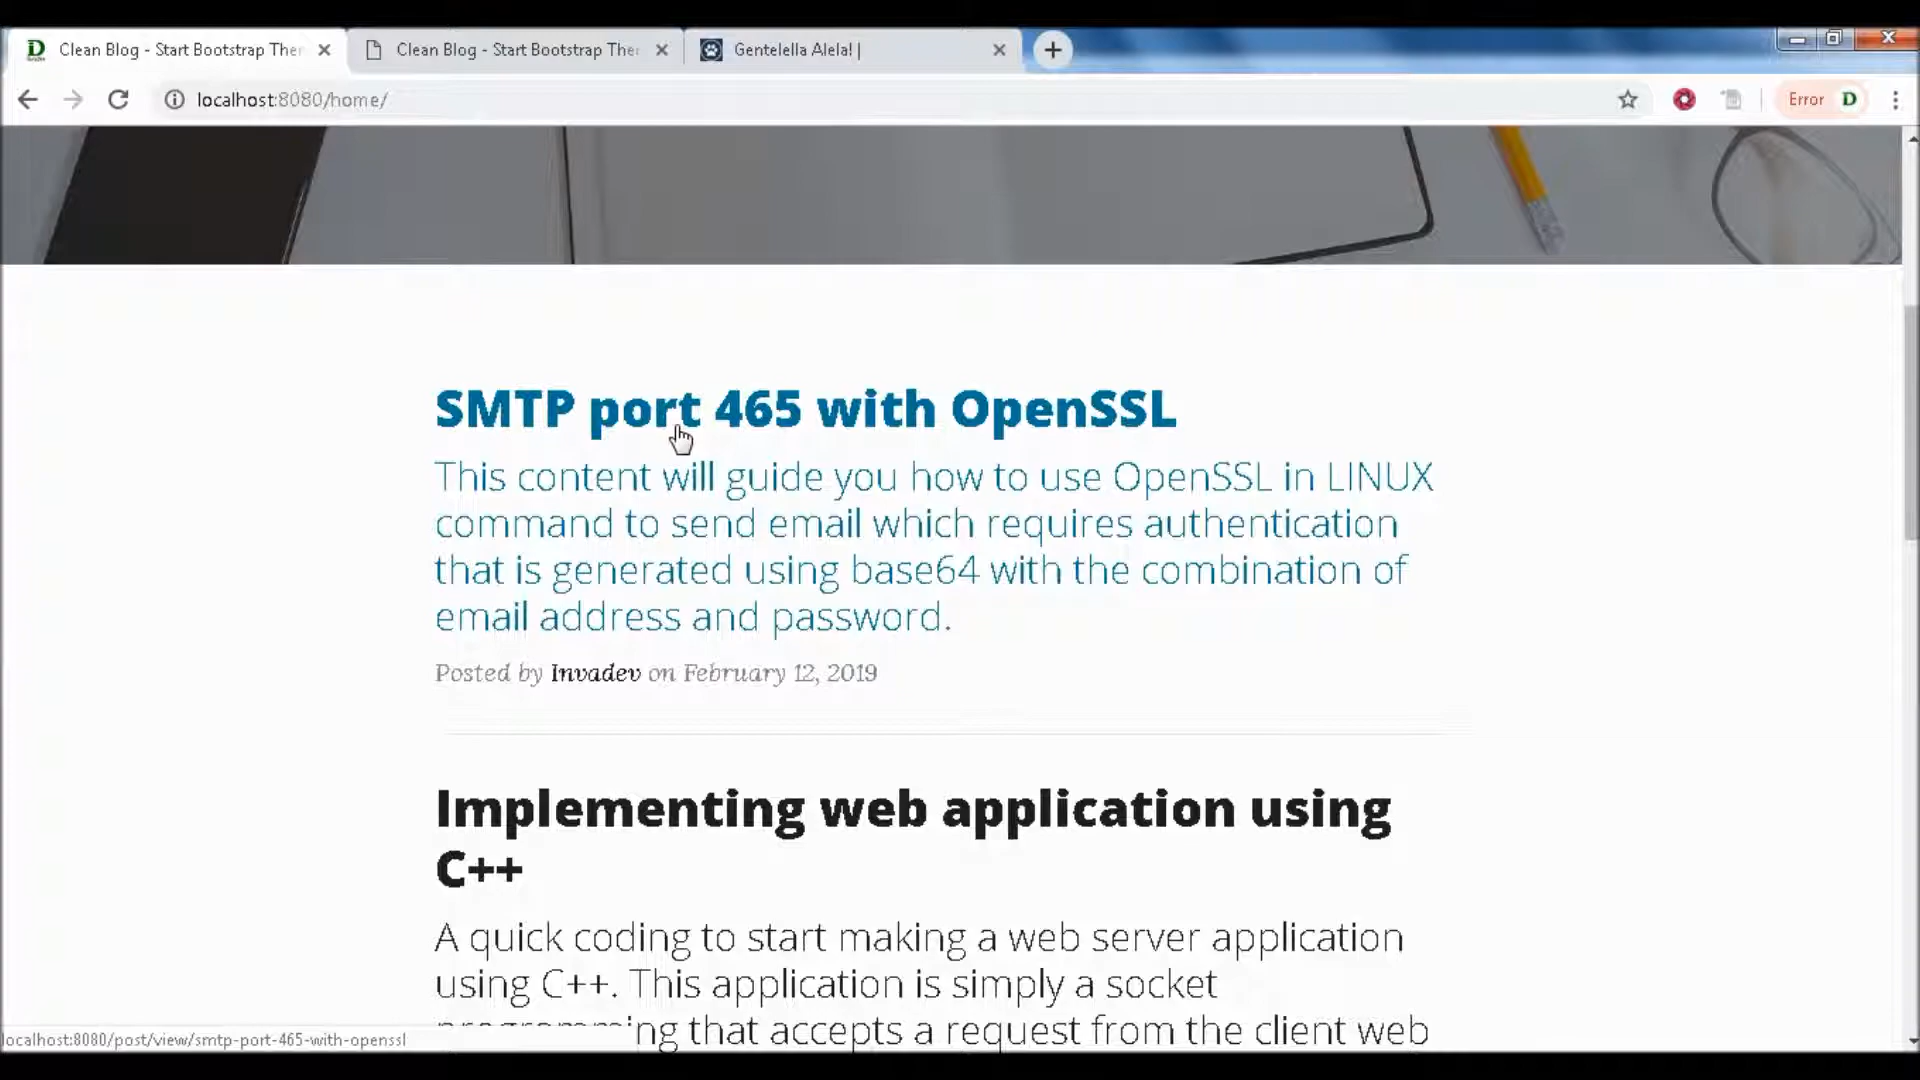 Clean Blog - Start Bootstrap Ther
Clean Blog - Start Bootstrap The
Gentelella Alela! |
localhost:8080/home/
Error D
SMTP port 465 with OpenSSL
This content will guide you how to use OpenSSL in LINUX
command to send email which requires authentication
that is generated using base64 with the combination of
email address and password.
Posted by Invadev on February 12, 2019
Implementing web application using
C++
A quick coding to start making a web server application
using C++. This application is simply a socket
programming that accepts a request from the client web
localhost:8080/post/view/smtp-port-465-with-openssl